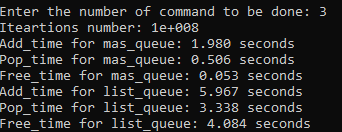 Enter the number of command to be done: 3
Iteartions number: 1e+008
Add_time for mas_queue: 1.980 seconds
Pop_time for mas_queue: 0.506 seconds
Free_time for mas_queue: 0.053 seconds
Add_time for list_queue: 5.967 seconds
Pop_time for list_queue: 3.338 seconds
Free_time for list_queue: 4.084 seconds